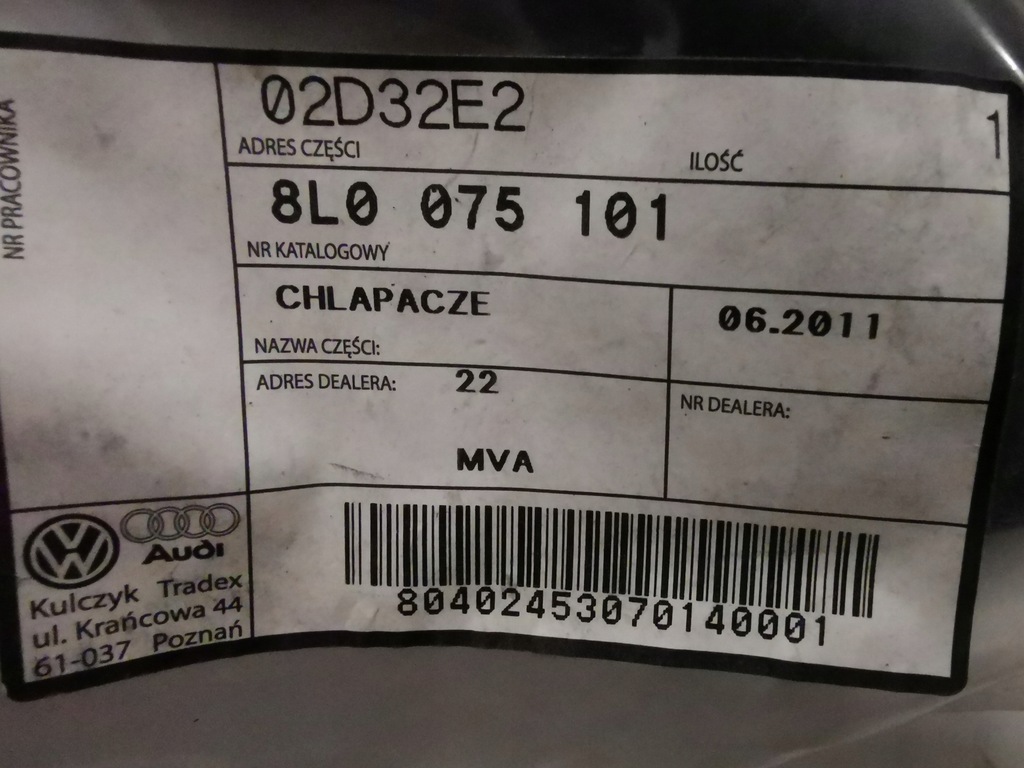 NR PRACOWNIKA
02D32E2
ADRES CZĘŚCI
ILOŚĆ
1
8L0 075 101
NR KATALOGOWY
CHLAPACZE
NAZWA CZĘŚCI:
06.2011
ADRES DEALERA: 22
MVA
NR DEALERA:
Audi
Kulczyk Tradex
ul. Krańcowa 44
61-037 Poznań
80402453070140001